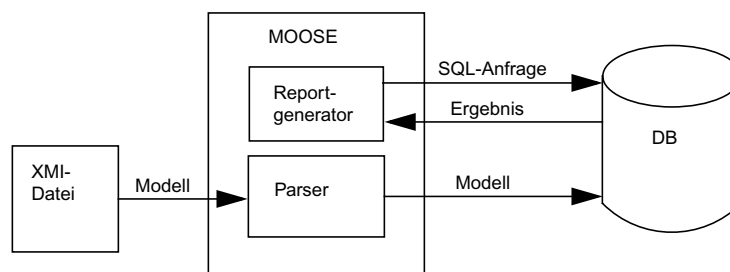 MOOSE
SQL-Anfrage
Report-
generator
Ergebnis
DB
XMI-
Datei
Modell
Parser
Modell